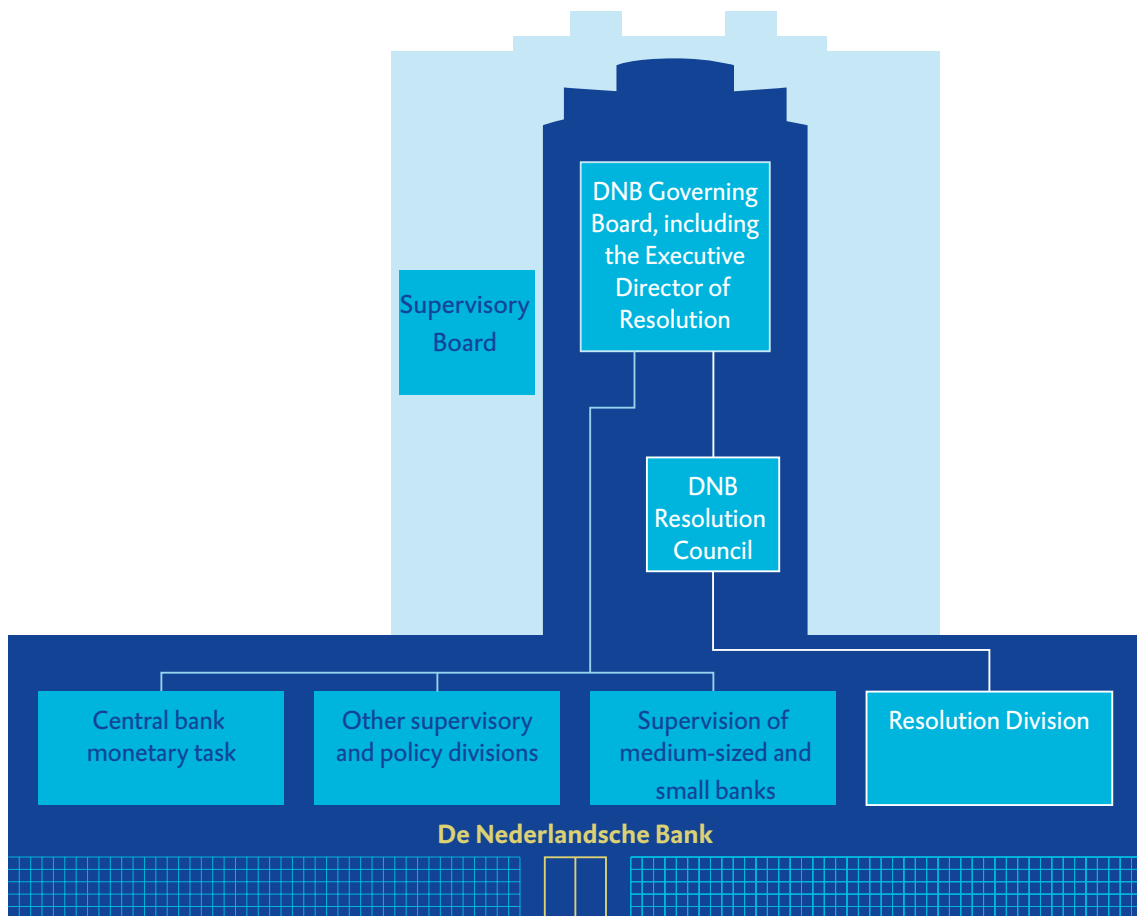 DNB Governing
Board, including
the Executive
Director of
Resolution
Supervisory
Board
DNB
Resolution
Council
Central bank
monetary task
Other supervisory
and policy divisions
Supervision of
medium-sized and
small banks
Resolution Division
De Nederlandsche Bank